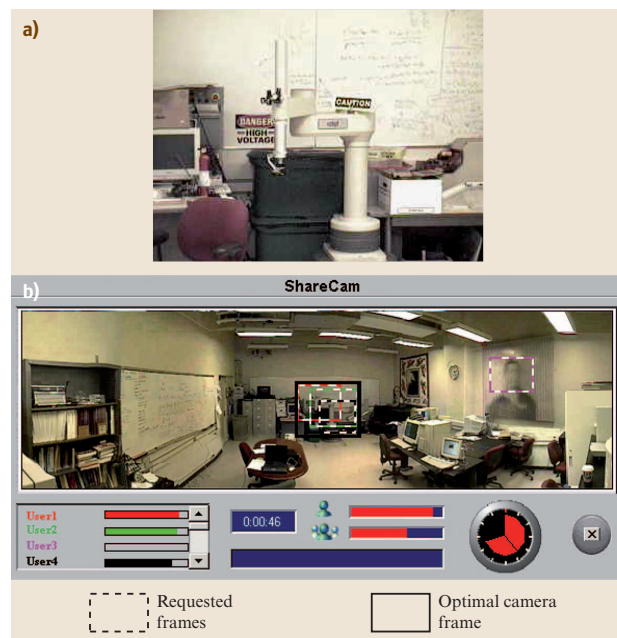 a)
CAUTION
DANGER
HIGH
VOLTAGE
b)
ShareCam
User1
User2
User3
User4
0:00:46
Requested
frames
Optimal camera
frame